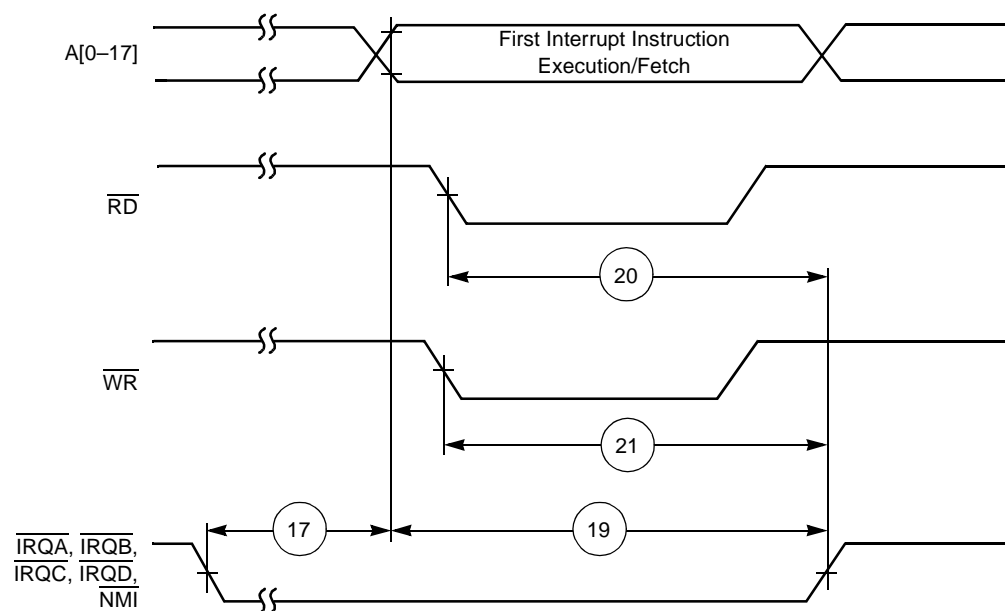 A[0–17]
First Interrupt Instruction
Execution/Fetch
RD
20
WR
21
17
19
IRQA, IRQB,
IRQC, IRQD,
NMI